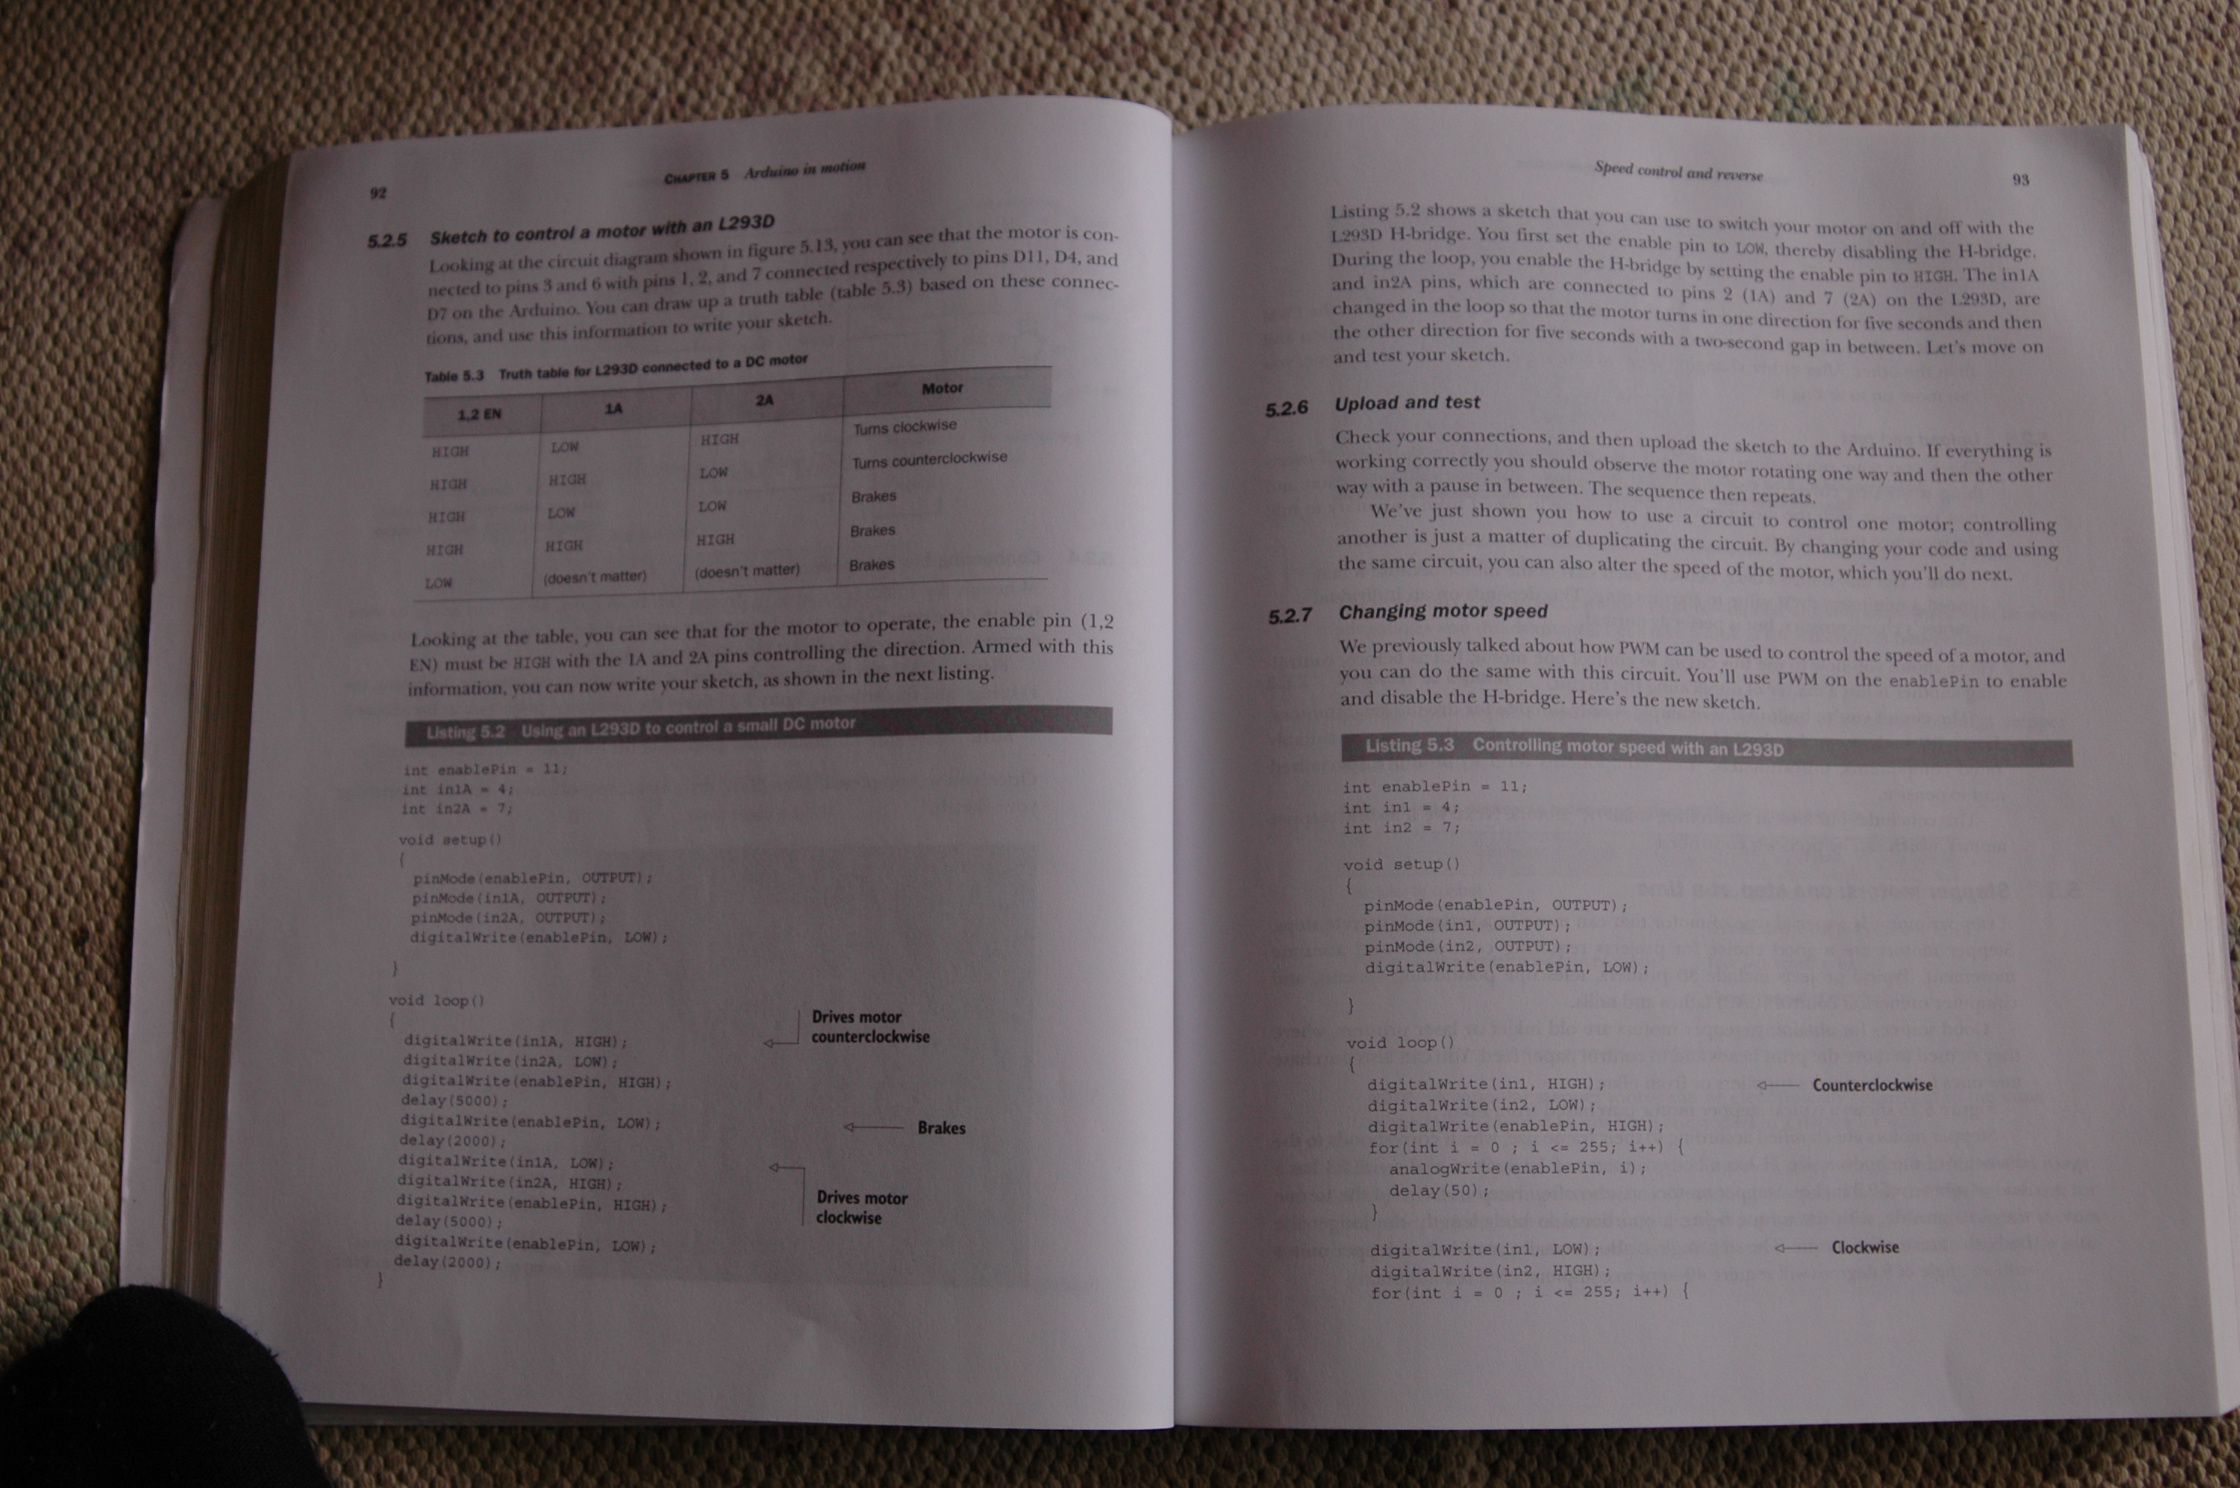 92
CHAPTER 5 Arduino in motion
5.2.5 Sketch to control a motor with an L293D
Looking at the circuit diagram shown in figure 5.13, you can see that the motor is con-
nected to pins 3 and 6 with pins 1, 2, and 7 connected respectively to pins D11, D4, and
D7 on the Arduino. You can draw up a truth table (table 5.3) based on these connec-
tions, and use this information to write your sketch.
Table 5.3 Truth table for L293D connected to a DC motor
1,2 EN 1A 2A Motor
HIGH LOW HIGH Turns clockwise
HIGH HIGH LOW Turns counterclockwise
HIGH LOW LOW Brakes
HIGH HIGH HIGH Brakes
LOW (doesn't matter) (doesn't matter) Brakes
Looking at the table, you can see that for the motor to operate, the enable pin (1,2
EN) must be HIGH with the 1A and 2A pins controlling the direction. Armed with this
information, you can now write your sketch, as shown in the next listing.
Listing 5.2 Using an L293D to control a small DC motor
int enablePin = 11;
int in1A = 4;
int in2A = 7;
void setup()
{
pinMode(enablePin, OUTPUT);
pinMode(in1A, OUTPUT);
pinMode(in2A, OUTPUT);
digitalWrite(enablePin, LOW);
}
void loop()
{
digitalWrite(in1A, HIGH);
digitalWrite(in2A, LOW);
digitalWrite(enablePin, HIGH);
delay(5000);
digitalWrite(enablePin, LOW);
delay(2000);
digitalWrite(in1A, LOW);
digitalWrite(in2A, HIGH);
digitalWrite(enablePin, HIGH);
delay(5000);
digitalWrite(enablePin, LOW);
delay(2000);
}
Drives motor
counterclockwise
Brakes
Drives motor
clockwise
Speed control and reverse
93
Listing 5.2 shows a sketch that you can use to switch your motor on and off with the
L293D H-bridge. You first set the enable pin to LOW, thereby disabling the H-bridge.
During the loop, you enable the H-bridge by setting the enable pin to HIGH. The in1A
and in2A pins, which are connected to pins 2 (1A) and 7 (2A) on the L293D, are
changed in the loop so that the motor turns in one direction for five seconds and then
the other direction for five seconds with a two-second gap in between. Let's move on
and test your sketch.
5.2.6 Upload and test
Check your connections, and then upload the sketch to the Arduino. If everything is
working correctly you should observe the motor rotating one way and then the other
way with a pause in between. The sequence then repeats.
We've just shown you how to use a circuit to control one motor; controlling
another is just a matter of duplicating the circuit. By changing your code and using
the same circuit, you can also alter the speed of the motor, which you'll do next.
5.2.7 Changing motor speed
We previously talked about how PWM can be used to control the speed of a motor, and
you can do the same with this circuit. You'll use PWM on the enablePin to enable
and disable the H-bridge. Here's the new sketch.
Listing 5.3 Controlling motor speed with an L293D
int enablePin = 11;
int in1 = 4;
int in2 = 7;
void setup()
{
pinMode(enablePin, OUTPUT);
pinMode(in1, OUTPUT);
pinMode(in2, OUTPUT);
digitalWrite(enablePin, LOW);
}
void loop()
{
digitalWrite(in1, HIGH);
digitalWrite(in2, LOW);
digitalWrite(enablePin, HIGH);
for(int i = 0 ; i <= 255; i++) {
analogWrite(enablePin, i);
delay(50);
}
digitalWrite(in1, LOW);
digitalWrite(in2, HIGH);
for(int i = 0 ; i <= 255; i++) {
Counterclockwise
Clockwise